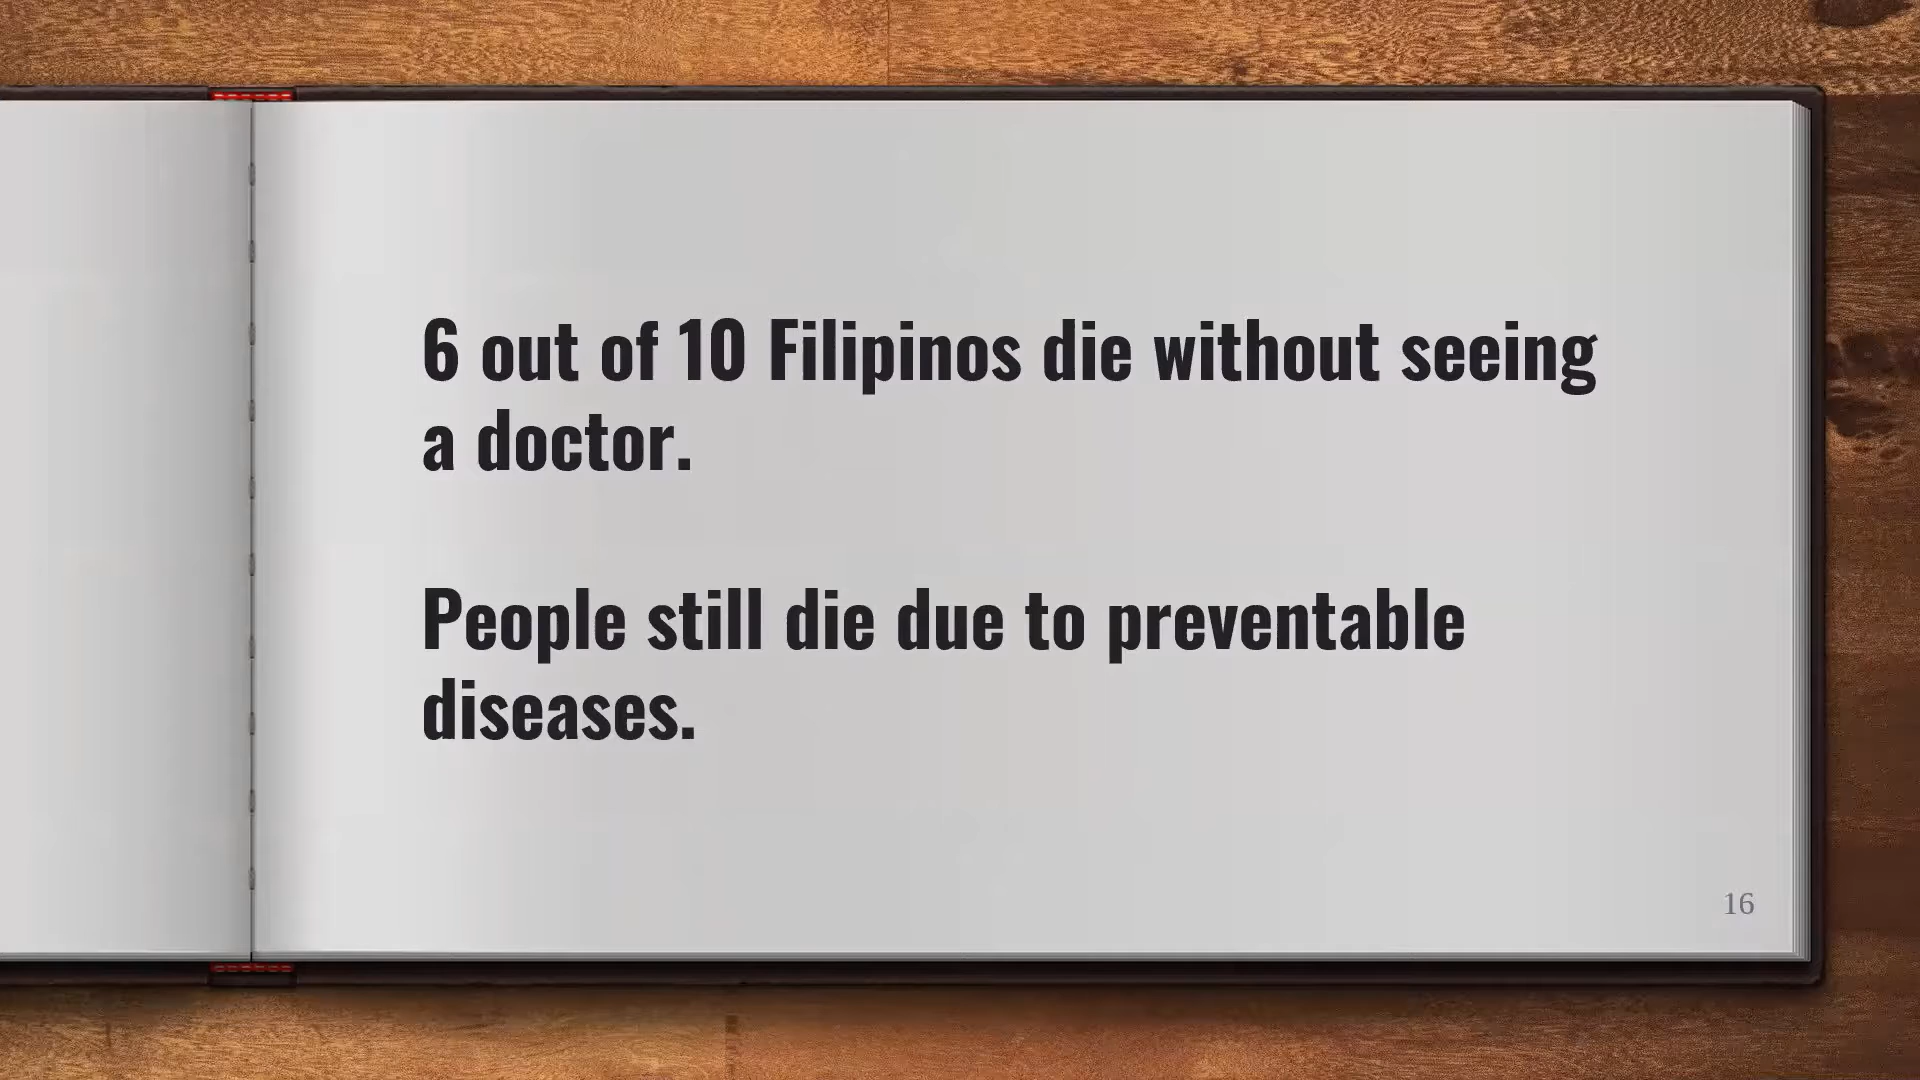 6 out of 10 Filipinos die without seeing
a doctor.
People still die due to preventable
diseases.
16